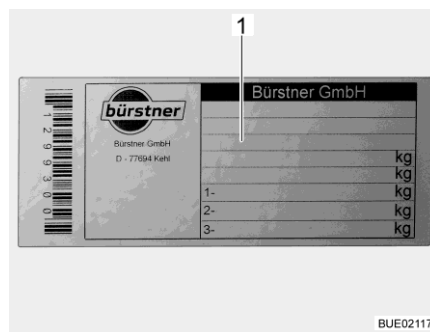 1
1299300
bürstner
Bürstner GmbH
D - 77694 Kehl
Bürstner GmbH
kg
kg
1- kg
2- kg
3- kg
BUE02117